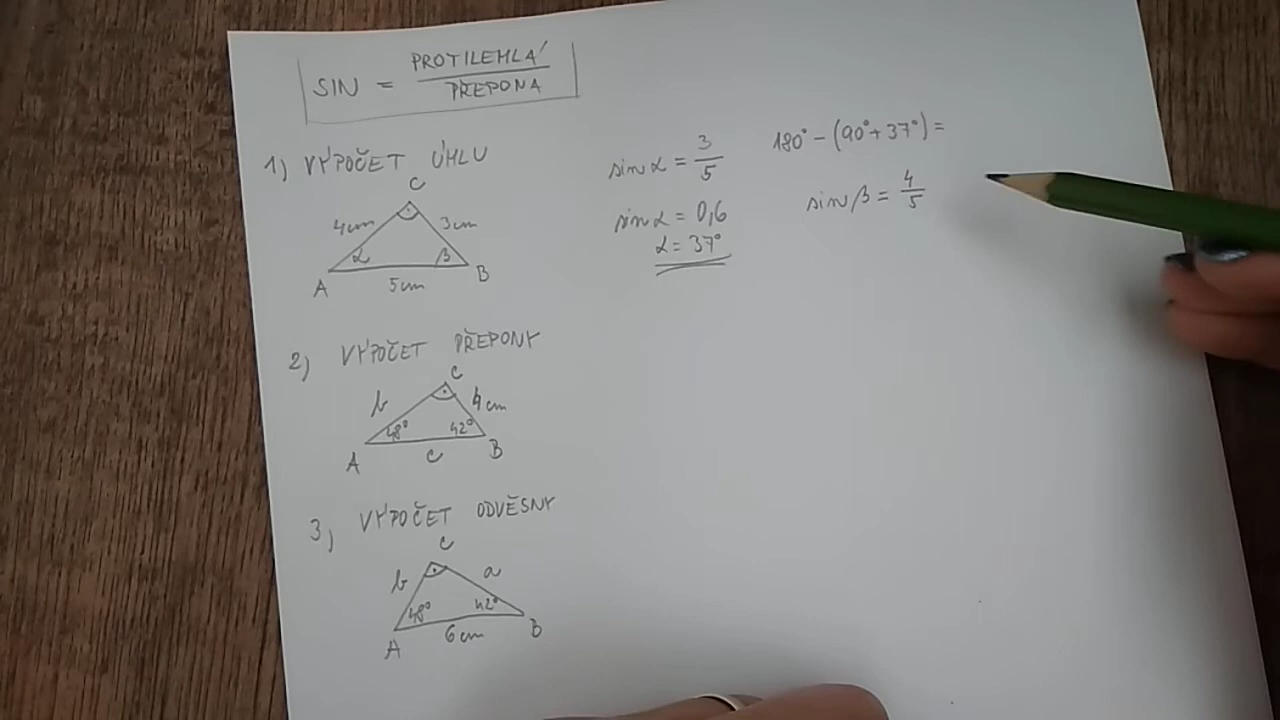 SIN = PROTILEHLÁ / PŘEPONA
1) VÝPOČET ÚHLU
C
4cm 3cm
α β
A 5cm B
sin α = 3/5
sin α = 0,6
α = 37°
180° - (90° + 37°) =
sin β = 4/5
2) VÝPOČET PŘEPONY
C
b 4cm
48° 42°
A c B
3) VÝPOČET ODVĚSNY
C
b a
48° 42°
A 6cm B